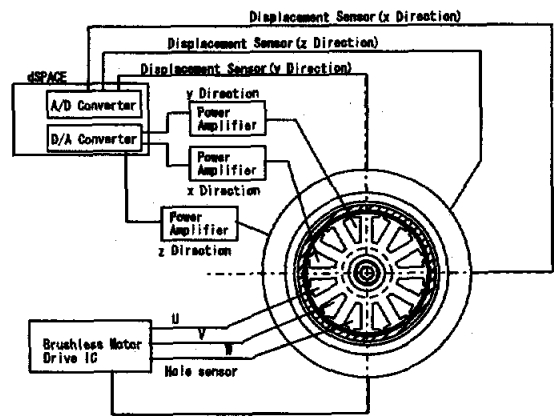 Displacement Sensor(x Direction)
Displacement Sensor(z Direction)
dSPACE
Displacement Sensor(y Direction)
A/D Converter
y Direction
Power
Amplifier
D/A Converter
Power
Amplifier
x Direction
Power
Amplifier
z Direction
U
V
W
Brushless Motor
Drive IC
Hole sensor